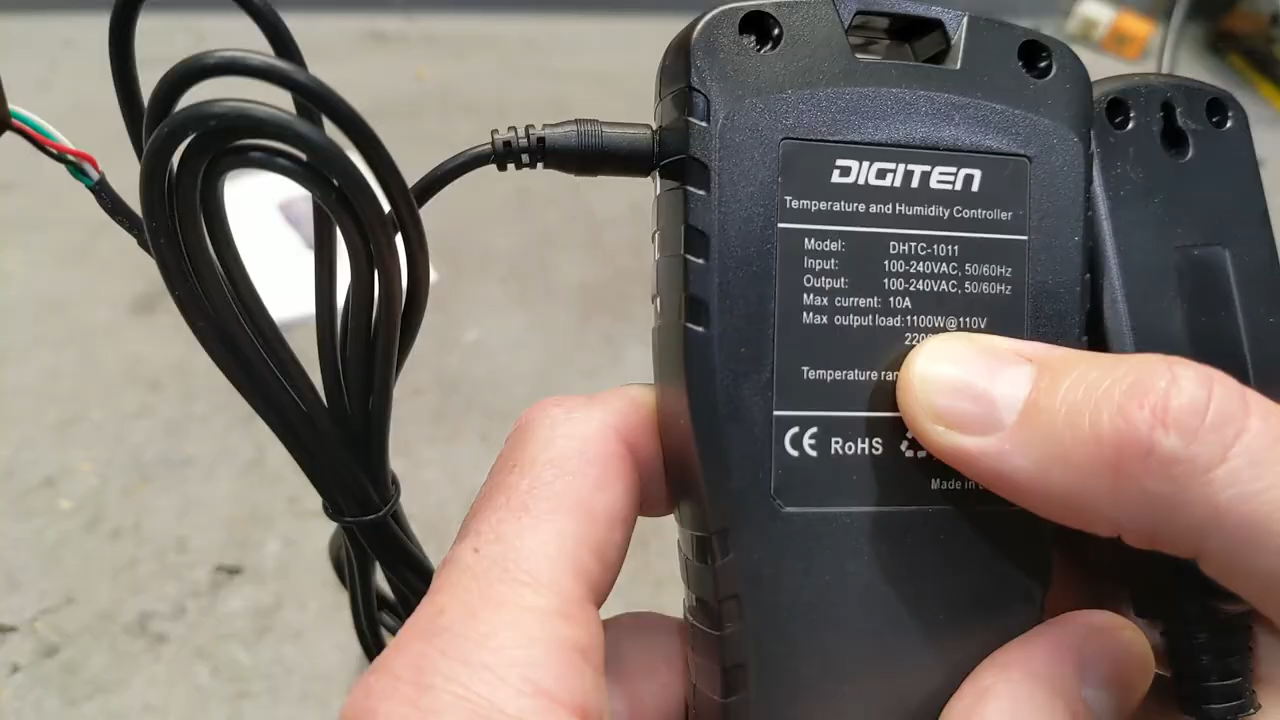 DIGITEN
Temperature and Humidity Controller
Model: DHTC-1011
Input: 100-240VAC, 50/60Hz
Output: 100-240VAC, 50/60Hz
Max current: 10A
Max output load:1100W@110V
Temperature
CE RoHS
Made in